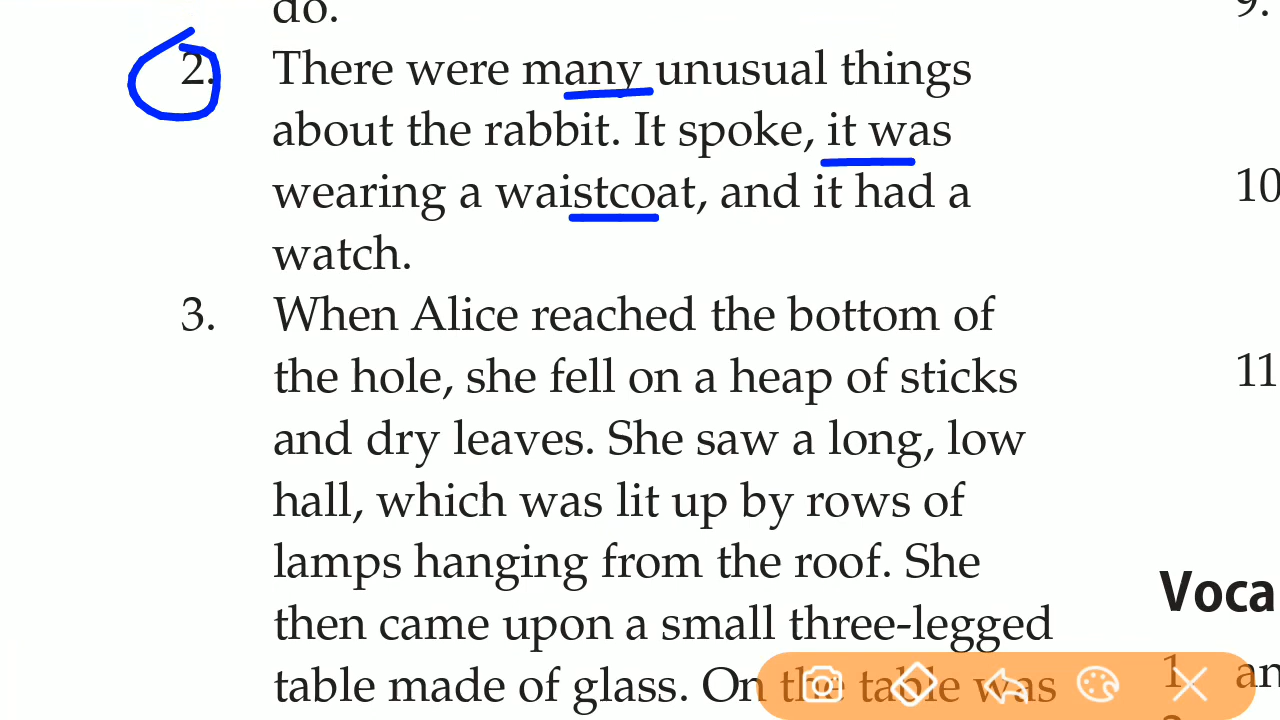 do.
2. There were many unusual things
about the rabbit. It spoke, it was
wearing a waistcoat, and it had a
watch.
3. When Alice reached the bottom of
the hole, she fell on a heap of sticks
and dry leaves. She saw a long, low
hall, which was lit up by rows of
lamps hanging from the roof. She
then came upon a small three-legged
table made of glass. On the table was
9.
10
11
Voca
1 an